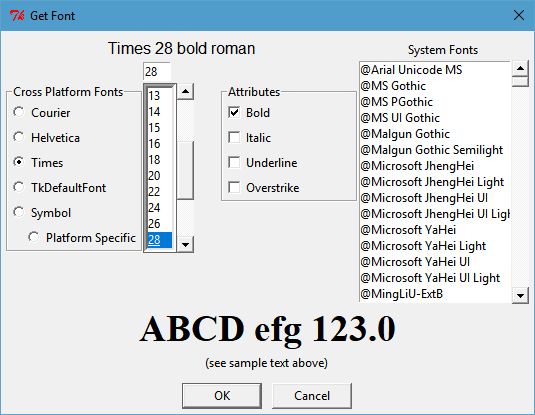 Get Font
Times 28 bold roman
System Fonts
28
Cross Platform Fonts
Courier
Helvetica
Times
TkDefaultFont
Symbol
Platform Specific
13
14
15
16
18
20
22
24
26
28
Attributes
Bold
Italic
Underline
Overstrike
@Arial Unicode MS
@MS Gothic
@MS PGothic
@MS UI Gothic
@Malgun Gothic
@Malgun Gothic Semilight
@Microsoft JhengHei
@Microsoft JhengHei Light
@Microsoft JhengHei UI
@Microsoft JhengHei UI Ligh
@Microsoft YaHei
@Microsoft YaHei Light
@Microsoft YaHei UI
@Microsoft YaHei UI Light
@MingLiU-ExtB
ABCD efg 123.0
(see sample text above)
OK
Cancel